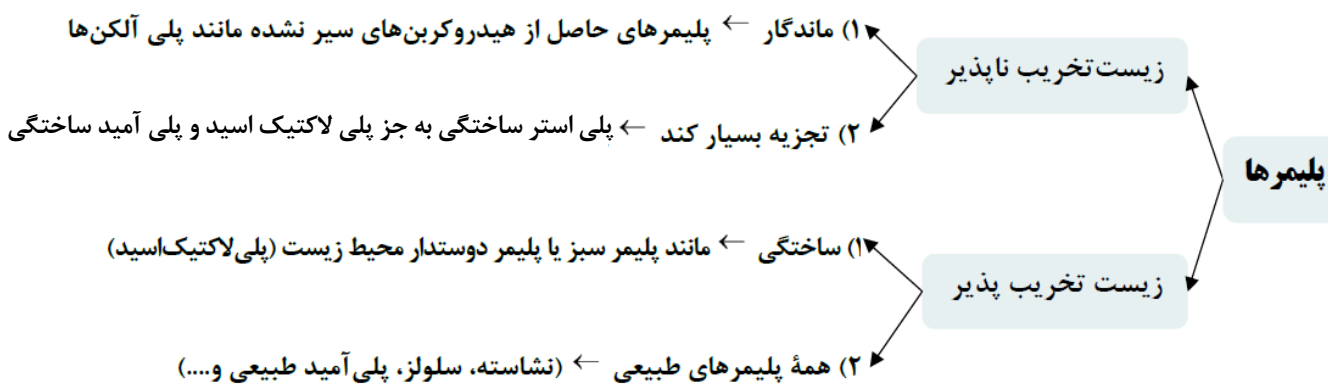 پلیمرها
زیست‌تخریب ناپذیر
۱) ماندگار ← پلیمرهای حاصل از هیدروکربن‌های سیر نشده مانند پلی آلکن‌ها
۲) تجزیه بسیار کند ← پلی استر ساختگی به جز پلی لاکتیک اسید و پلی آمید ساختگی
زیست تخریب پذیر
۱) ساختگی ← مانند پلیمر سبز یا پلیمر دوستدار محیط زیست (پلی‌لاکتیک‌اسید)
۲) همهٔ پلیمرهای طبیعی ← (نشاسته، سلولز، پلی‌آمید طبیعی و....)